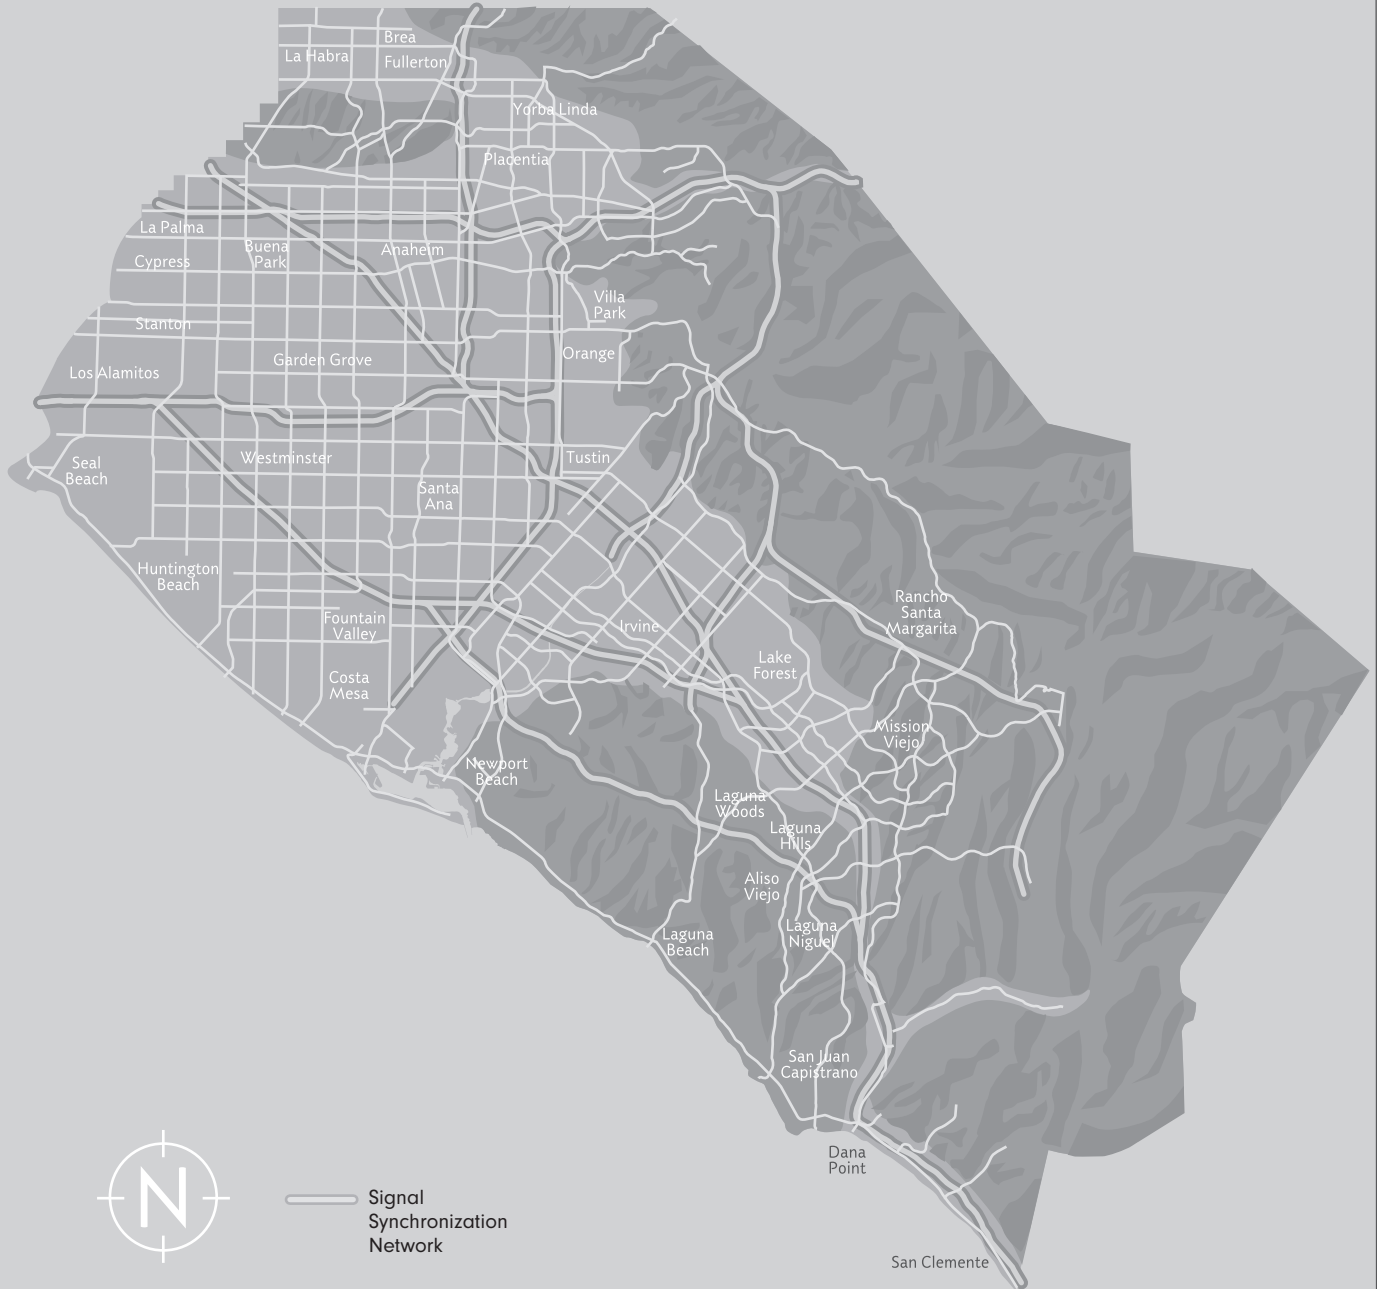 Brea
La Habra
Fullerton
Yorba Linda
Placentia
La Palma
Buena
Park
Anaheim
Cypress
Villa
Park
Stanton
Orange
Garden Grove
Los Alamitos
Westminster
Tustin
Seal
Beach
Santa
Ana
Huntington
Beach
Rancho
Santa
Margarita
Fountain
Valley
Irvine
Lake
Forest
Costa
Mesa
Mission
Viejo
Newport
Beach
Laguna
Woods
Laguna
Hills
Aliso
Viejo
Laguna
Niguel
Laguna
Beach
San Juan
Capistrano
Dana
Point
San Clemente
N
Signal
Synchronization
Network